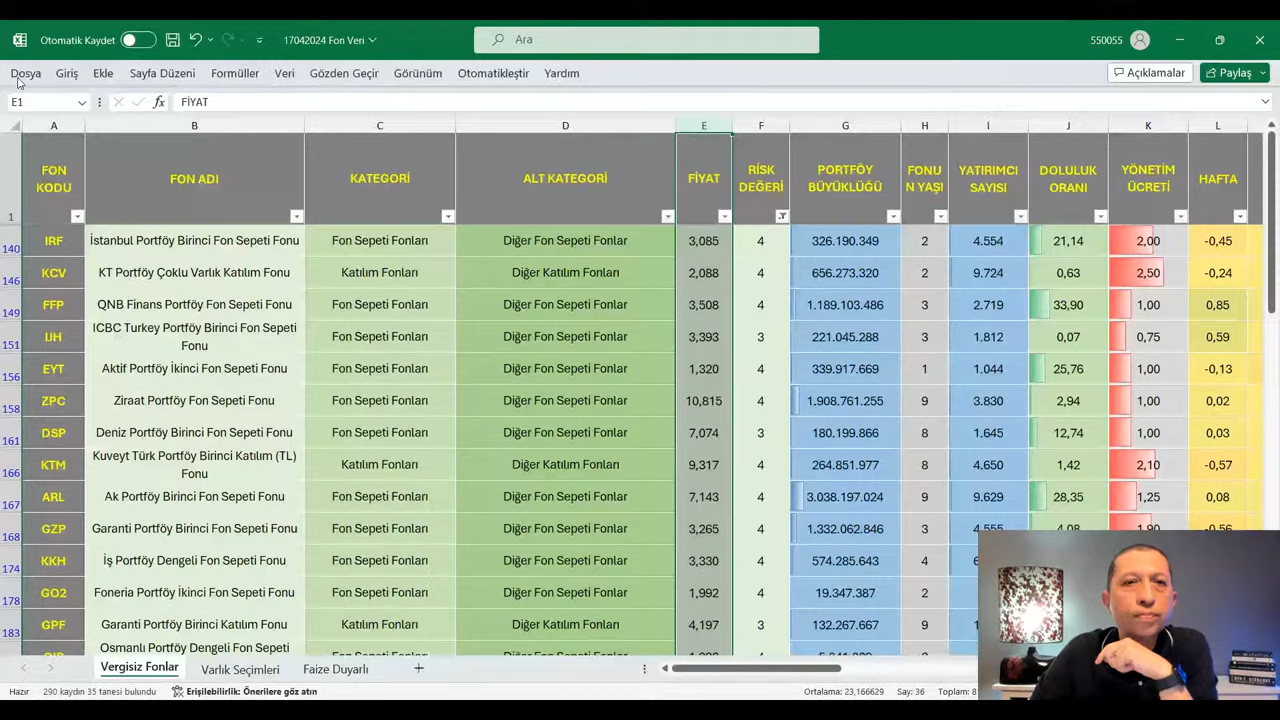 Otomatik Kaydet
17042024 Fon Veri
Ara
550055
Dosya Giriş Ekle Sayfa Düzeni Formüller Veri Gözden Geçir Görünüm Otomatikleştir Yardım
Açıklamalar Paylaş
E1 fx FİYAT
A B C D E F G H I J K L
FON KODU FON ADI KATEGORİ ALT KATEGORİ FİYAT RİSK DEĞERİ PORTFÖY BÜYÜKLÜĞÜ FONU N YAŞI YATIRIMCI SAYISI DOLULUK ORANI YÖNETİM ÜCRETİ HAFTA
1
140 IRF İstanbul Portföy Birinci Fon Sepeti Fonu Fon Sepeti Fonları Diğer Fon Sepeti Fonlar 3,085 4 326.190.349 2 4.554 21,14 2,00 -0,45
146 KCV KT Portföy Çoklu Varlık Katılım Fonu Katılım Fonları Diğer Katılım Fonları 2,088 4 656.273.320 2 9.724 0,63 2,50 -0,24
149 FFP QNB Finans Portföy Fon Sepeti Fonu Fon Sepeti Fonları Diğer Fon Sepeti Fonlar 3,508 4 1.189.103.486 3 2.719 33,90 1,00 0,85
151 IJH ICBC Turkey Portföy Birinci Fon Sepeti Fonu Fon Sepeti Fonları Diğer Fon Sepeti Fonlar 3,393 3 221.045.288 3 1.812 0,07 0,75 0,59
156 EYT Aktif Portföy İkinci Fon Sepeti Fonu Fon Sepeti Fonları Diğer Fon Sepeti Fonlar 1,320 4 339.917.669 1 1.044 25,76 1,00 -0,13
158 ZPC Ziraat Portföy Fon Sepeti Fonu Fon Sepeti Fonları Diğer Fon Sepeti Fonlar 10,815 4 1.908.761.255 9 3.830 2,94 1,00 0,02
161 DSP Deniz Portföy Birinci Fon Sepeti Fonu Fon Sepeti Fonları Diğer Fon Sepeti Fonlar 7,074 3 180.199.866 8 1.645 12,74 1,00 0,03
166 KTM Kuveyt Türk Portföy Birinci Katılım (TL) Fonu Katılım Fonları Diğer Katılım Fonları 9,317 4 264.851.977 8 4.650 1,42 2,10 -0,57
167 ARL Ak Portföy Birinci Fon Sepeti Fonu Fon Sepeti Fonları Diğer Fon Sepeti Fonlar 7,143 4 3.038.197.024 9 9.629 28,35 1,25 0,08
168 GZP Garanti Portföy Birinci Fon Sepeti Fonu Fon Sepeti Fonları Diğer Fon Sepeti Fonlar 3,265 4 1.332.062.846 3 4.555 4,08 1,90 -0,56
174 KKH İş Portföy Dengeli Fon Sepeti Fonu Fon Sepeti Fonları Diğer Fon Sepeti Fonlar 3,330 4 574.285.643 4
178 GO2 Foneria Portföy İkinci Fon Sepeti Fonu Fon Sepeti Fonları Diğer Fon Sepeti Fonlar 1,992 4 19.347.387 2
183 GPF Garanti Portföy Birinci Katılım Fonu Katılım Fonları Diğer Katılım Fonları 4,197 3 132.267.667 9
Osmanlı Portföy Dengeli Fon Sepeti
Vergisiz Fonlar Varlık Seçimleri Faize Duyarlı
Hazır 290 kaydın 35 tanesi bulundu Erişilebilirlik: Önerilere göz atın Ortalama: 23,166629 Say: 36 Toplam: